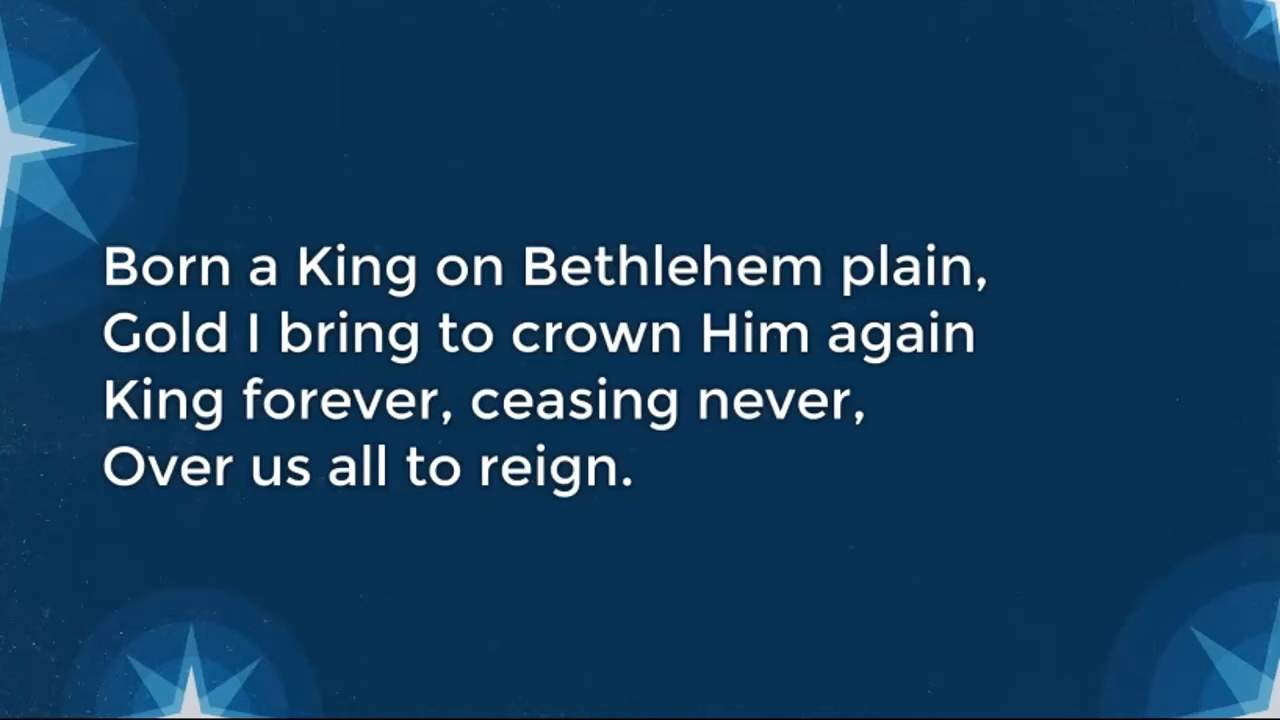 Born a King on Bethlehem plain,
Gold I bring to crown Him again
King forever, ceasing never,
Over us all to reign.